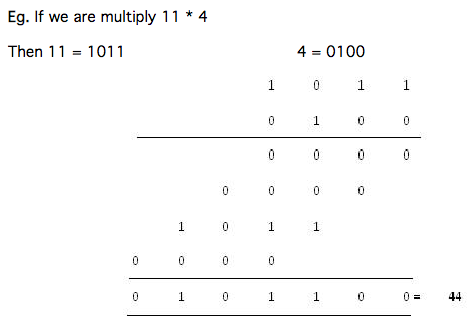 Eg. If we are multiply 11 * 4
Then 11 = 1011 4 = 0100
1 0 1 1
0 1 0 0
0 0 0 0
0 0 0 0
1 0 1 1
0 0 0 0
0 1 0 1 1 0 0 = 44